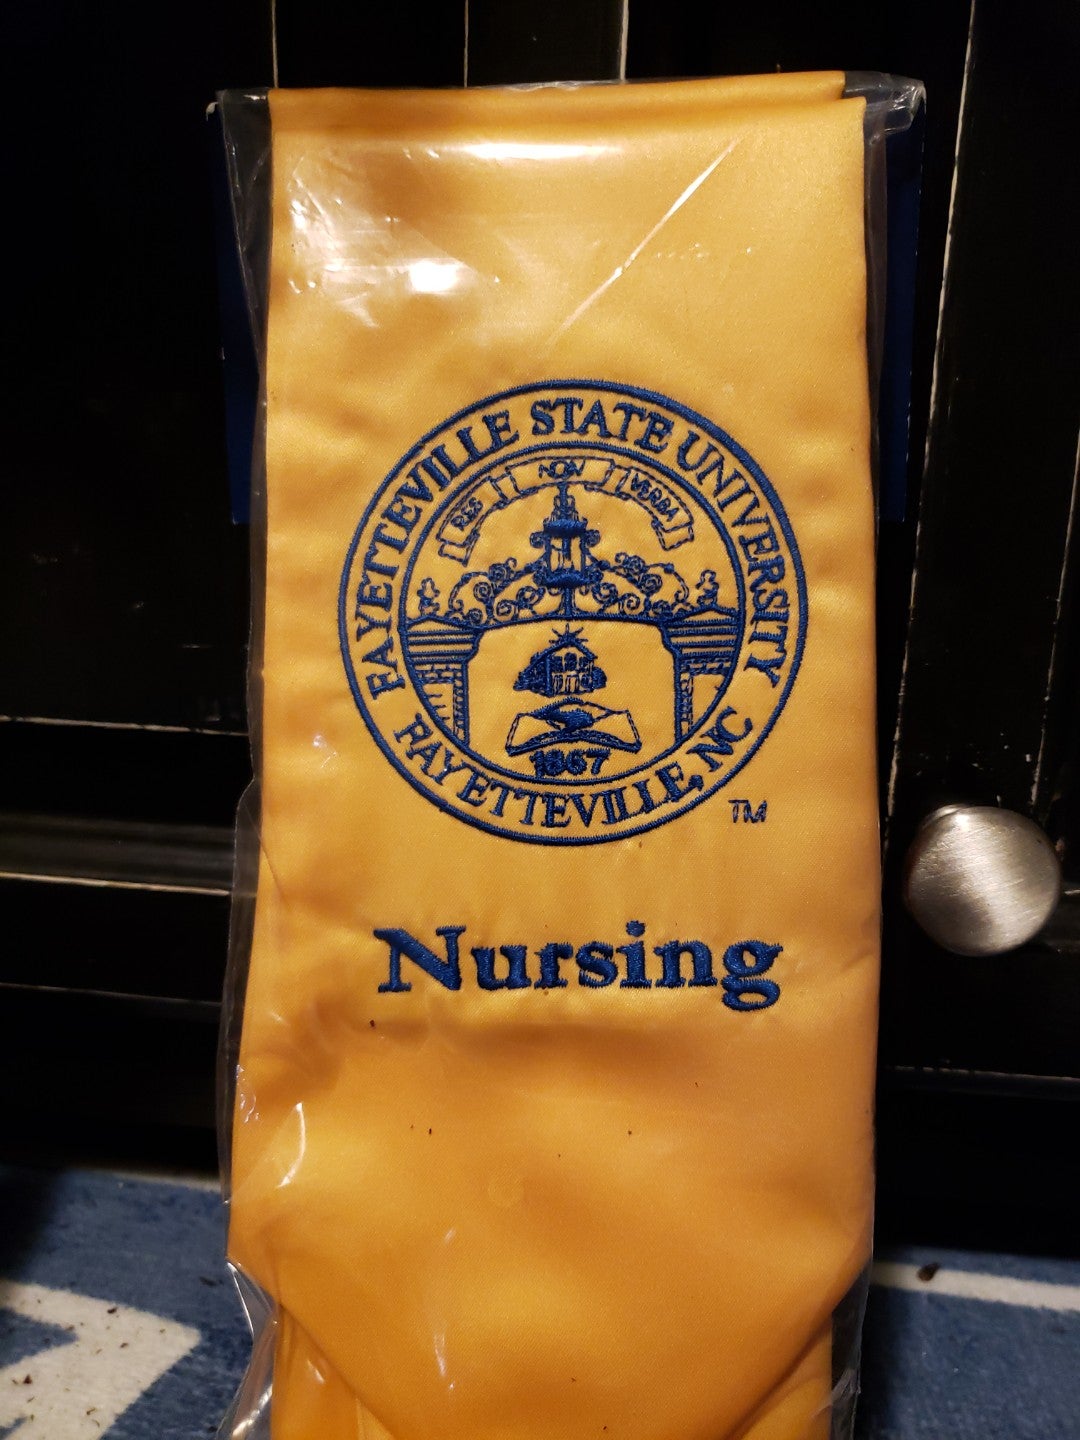 FAYETTEVILLE STATE UNIVERSITY
RES NON VERBA
1867
FAYETTEVILLE, NC
TM
Nursing